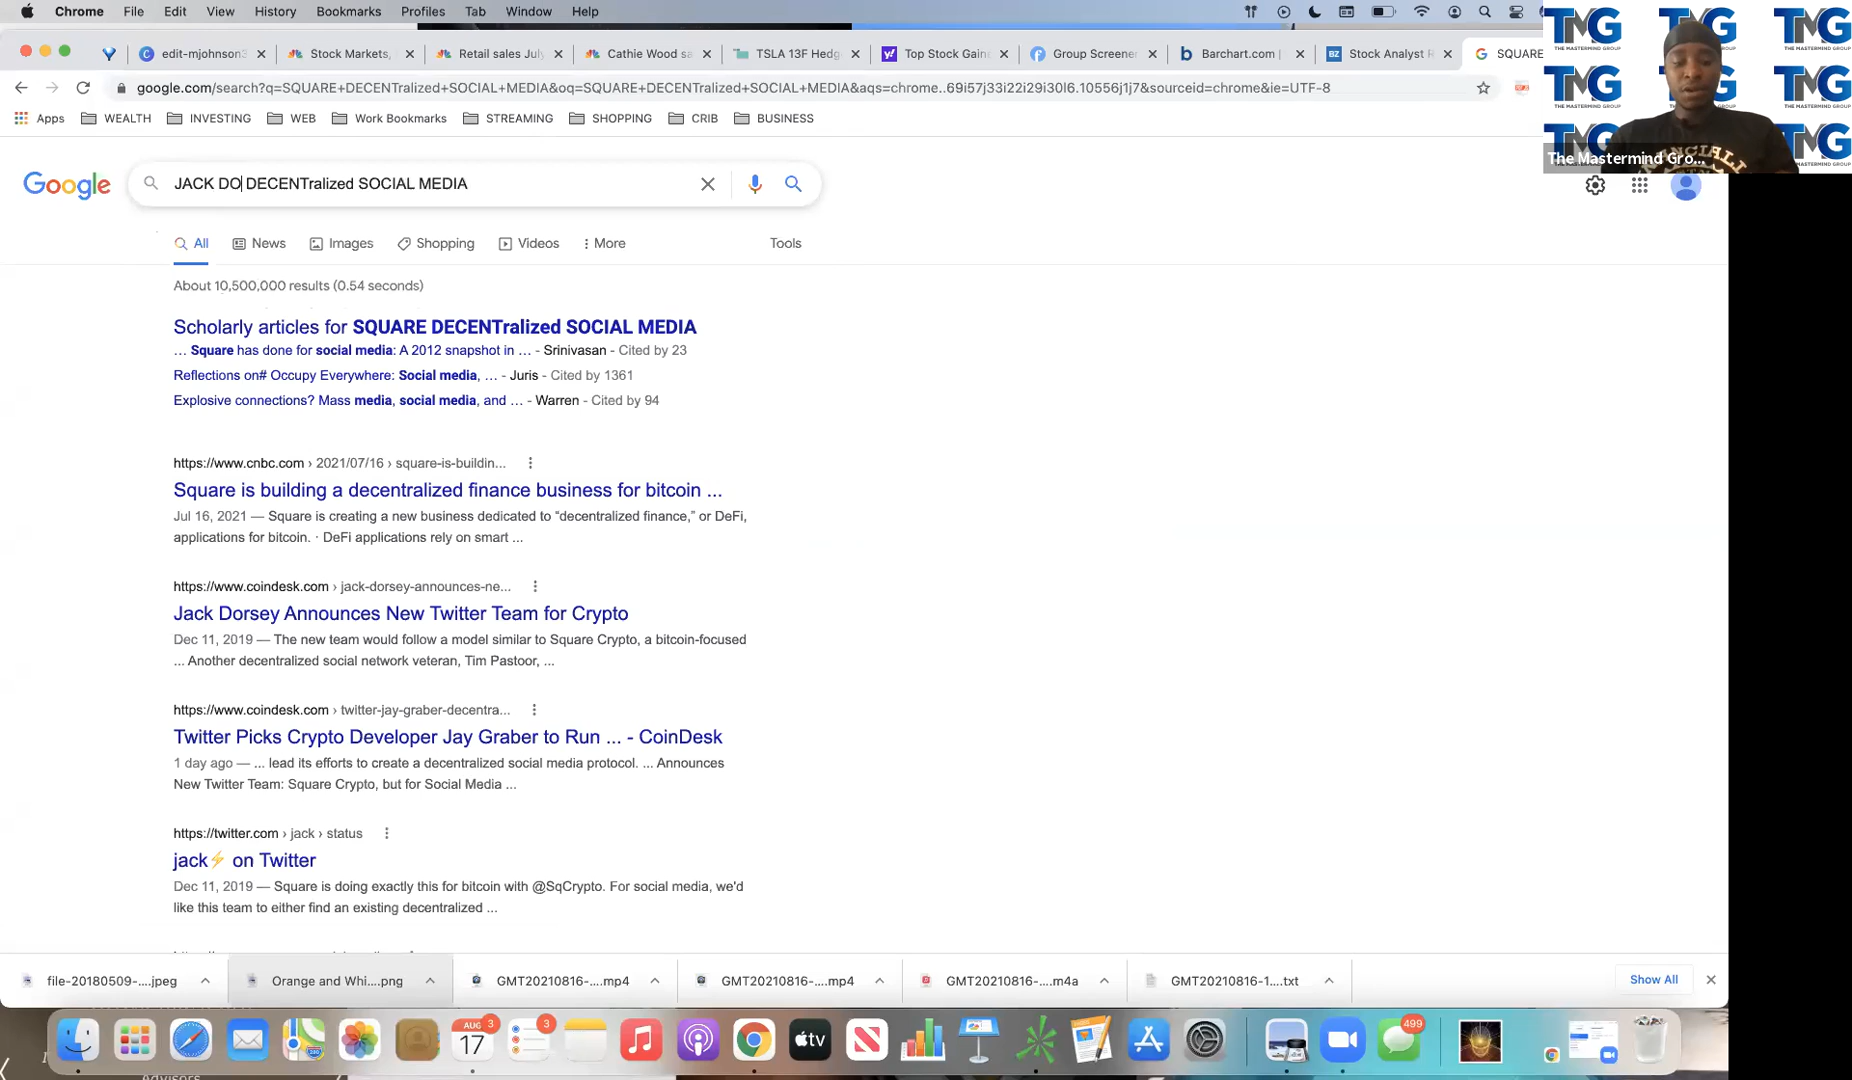 Chrome File Edit View History Bookmarks Profiles Tab Window Help
edit-mjohnson3 Stock Markets, Retail sales July Cathie Wood sa TSLA 13F Hedg Top Stock Gain Group Screener Barchart.com | Stock Analyst R SQUARE
google.com/search?q=SQUARE+DECENTralized+SOCIAL+MEDIA&oq=SQUARE+DECENTralized+SOCIAL+MEDIA&aqs=chrome..69i57j33i22i29i30l6.10556j1j7&sourceid=chrome&ie=UTF-8
Apps WEALTH INVESTING WEB Work Bookmarks STREAMING SHOPPING CRIB BUSINESS
TMG
THE MASTERMIND GROUP
The Mastermind Gro...
Google JACK DO DECENTralized SOCIAL MEDIA
All News Images Shopping Videos More Tools
About 10,500,000 results (0.54 seconds)
Scholarly articles for SQUARE DECENTralized SOCIAL MEDIA
... Square has done for social media: A 2012 snapshot in ... - Srinivasan - Cited by 23
Reflections on# Occupy Everywhere: Social media, ... - Juris - Cited by 1361
Explosive connections? Mass media, social media, and ... - Warren - Cited by 94
https://www.cnbc.com › 2021/07/16 › square-is-buildin...
Square is building a decentralized finance business for bitcoin ...
Jul 16, 2021 — Square is creating a new business dedicated to “decentralized finance,” or DeFi,
applications for bitcoin. · DeFi applications rely on smart ...
https://www.coindesk.com › jack-dorsey-announces-ne...
Jack Dorsey Announces New Twitter Team for Crypto
Dec 11, 2019 — The new team would follow a model similar to Square Crypto, a bitcoin-focused
... Another decentralized social network veteran, Tim Pastoor, ...
https://www.coindesk.com › twitter-jay-graber-decentra...
Twitter Picks Crypto Developer Jay Graber to Run ... - CoinDesk
1 day ago — ... lead its efforts to create a decentralized social media protocol. ... Announces
New Twitter Team: Square Crypto, but for Social Media ...
https://twitter.com › jack › status
jack⚡ on Twitter
Dec 11, 2019 — Square is doing exactly this for bitcoin with @SqCrypto. For social media, we'd
like this team to either find an existing decentralized ...
file-20180509-....jpeg Orange and Whi....png GMT20210816-....mp4 GMT20210816-....mp4 GMT20210816-....m4a GMT20210816-1....txt Show All
AUG 3 3 499
17
Advisors